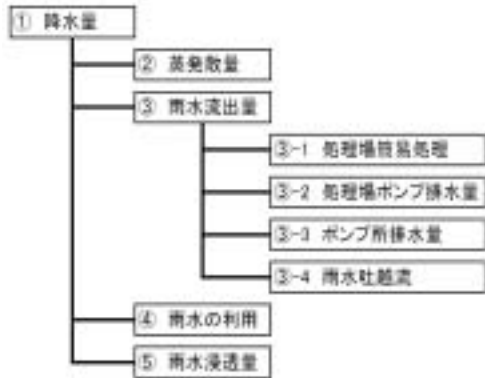 ① 降水量
② 蒸発散量
③ 雨水流出量
③-1 処理場簡易処理
③-2 処理場ポンプ排水量
③-3 ポンプ所排水量
③-4 雨水吐越流
④ 雨水の利用
⑤ 雨水浸透量